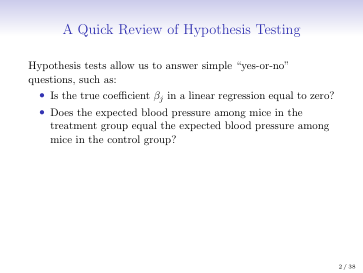 A Quick Review of Hypothesis Testing
Hypothesis tests allow us to answer simple “yes-or-no”
questions, such as:
• Is the true coefficient βj in a linear regression equal to zero?
• Does the expected blood pressure among mice in the
treatment group equal the expected blood pressure among
mice in the control group?
2 / 38